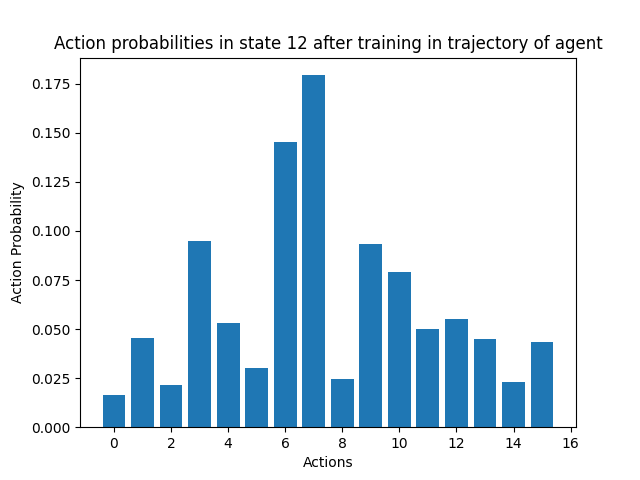 Action probabilities in state 12 after training in trajectory of agent
0.175
0.150
0.125
0.100
0.075
0.050
0.025
0.000
Action Probability
0 2 4 6 8 10 12 14 16
Actions